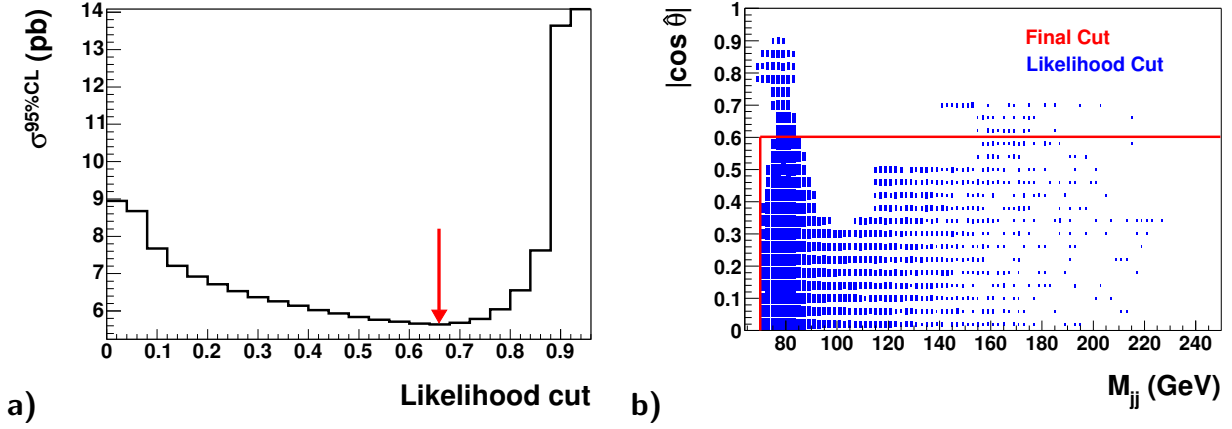 σ^95%CL (pb)
14
13
12
11
10
9
8
7
6
0 0.1 0.2 0.3 0.4 0.5 0.6 0.7 0.8 0.9
Likelihood cut
a)
|cos θ̂|
1
0.9
0.8
0.7
0.6
0.5
0.4
0.3
0.2
0.1
0
Final Cut
Likelihood Cut
80 100 120 140 160 180 200 220 240
M_jj (GeV)
b)